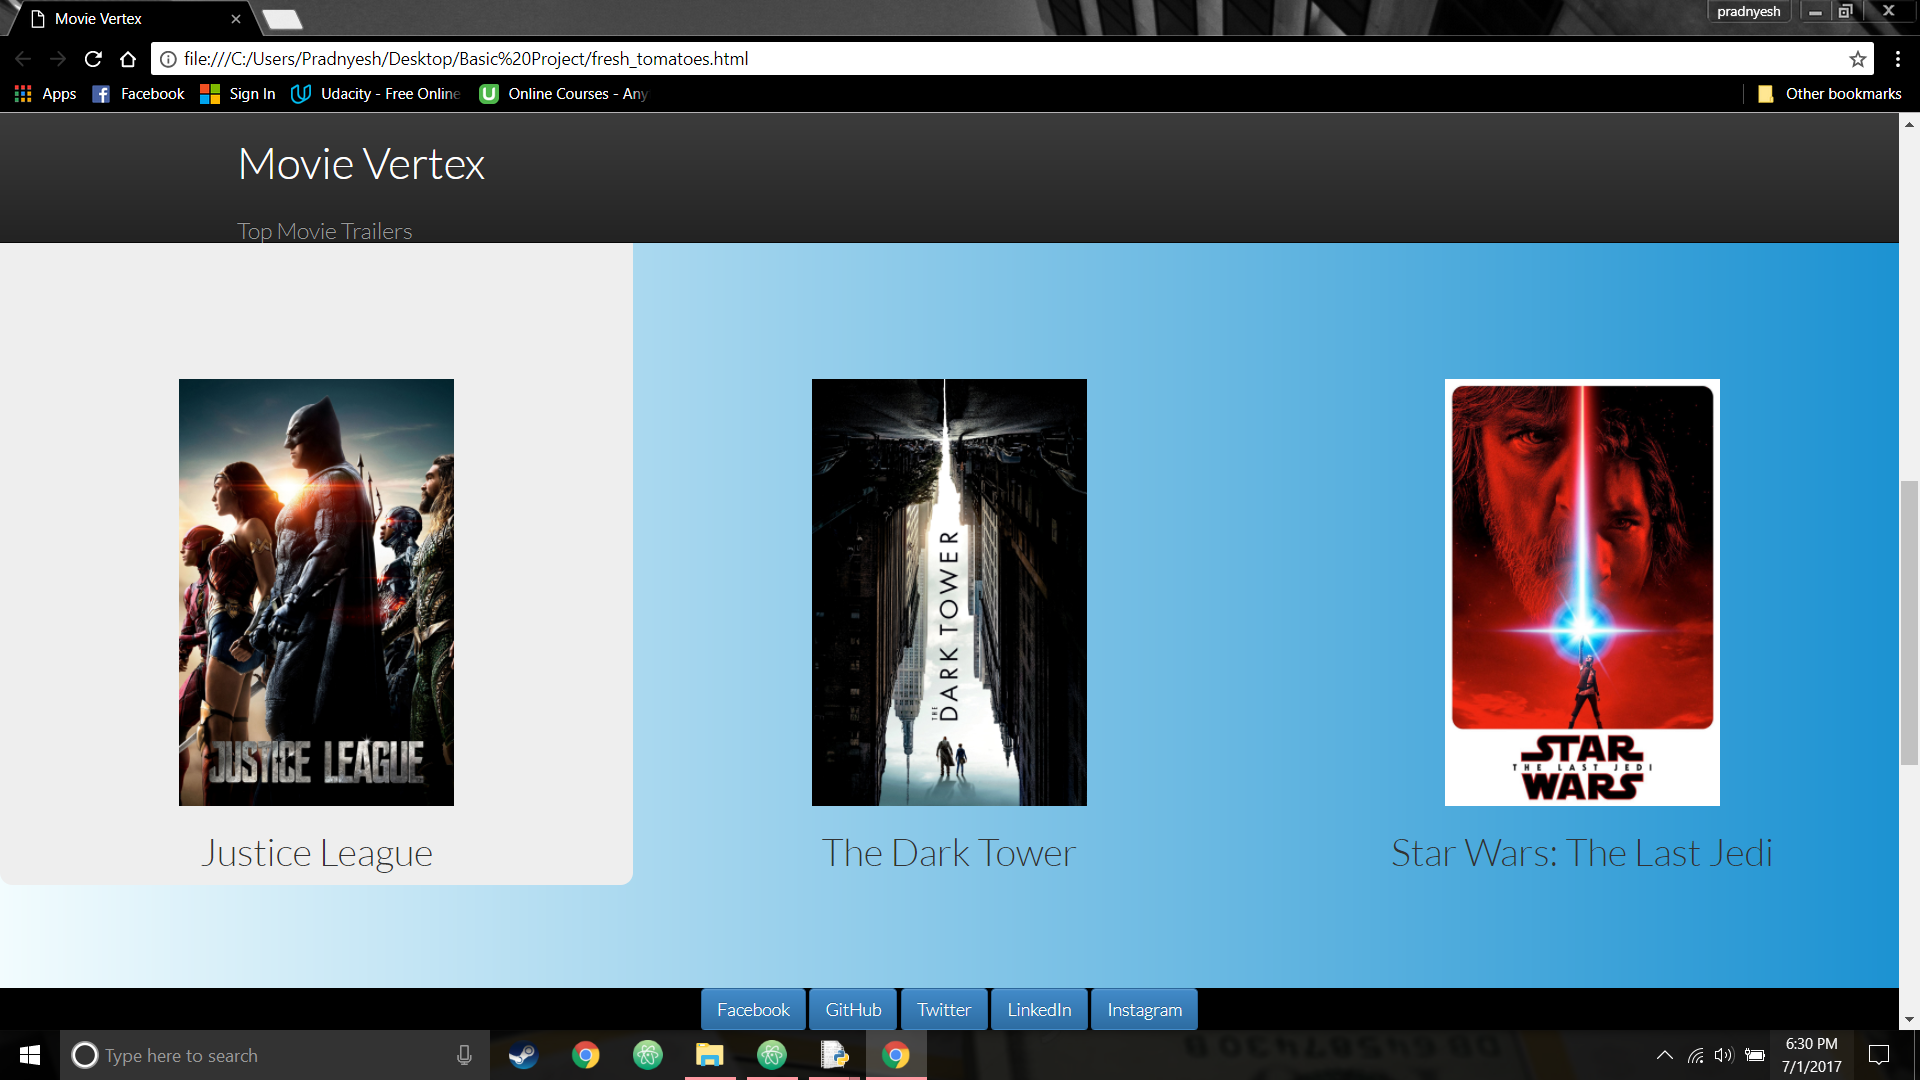 Movie Vertex
pradnyesh
file:///C:/Users/Pradnyesh/Desktop/Basic%20Project/fresh_tomatoes.html
Apps
Facebook
Sign In
Udacity - Free Online
Online Courses - Any
Other bookmarks
Movie Vertex
Top Movie Trailers
JUSTICE LEAGUE
THE DARK TOWER
STAR WARS
THE LAST JEDI
Justice League
The Dark Tower
Star Wars: The Last Jedi
Facebook
GitHub
Twitter
LinkedIn
Instagram
Type here to search
6:30 PM
7/1/2017